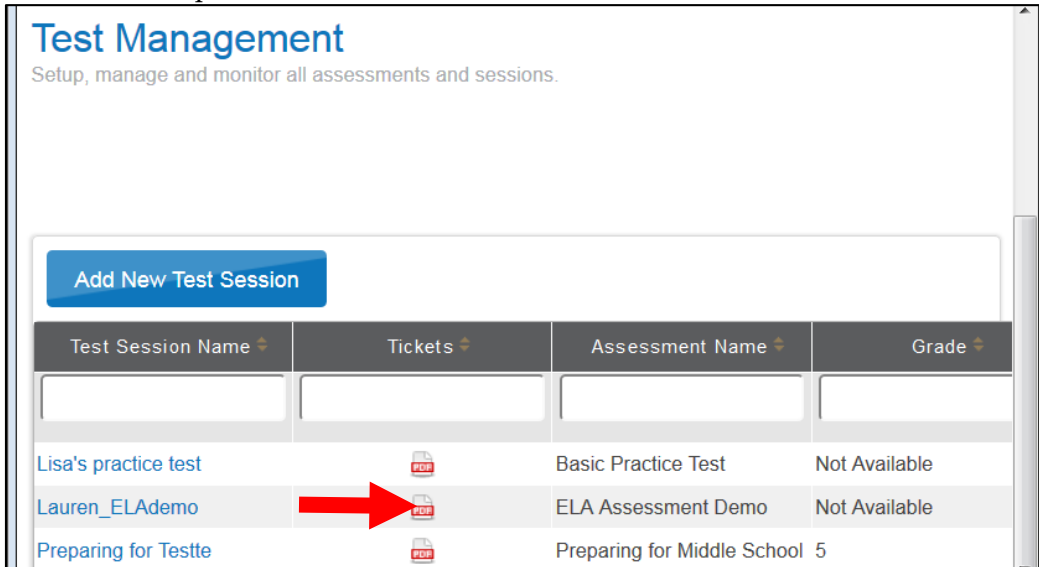 Test Management
Setup, manage and monitor all assessments and sessions.
Add New Test Session
Test Session Name Tickets Assessment Name Grade
Lisa's practice test PDF Basic Practice Test Not Available
Lauren_ELAdemo PDF ELA Assessment Demo Not Available
Preparing for Testte PDF Preparing for Middle School 5